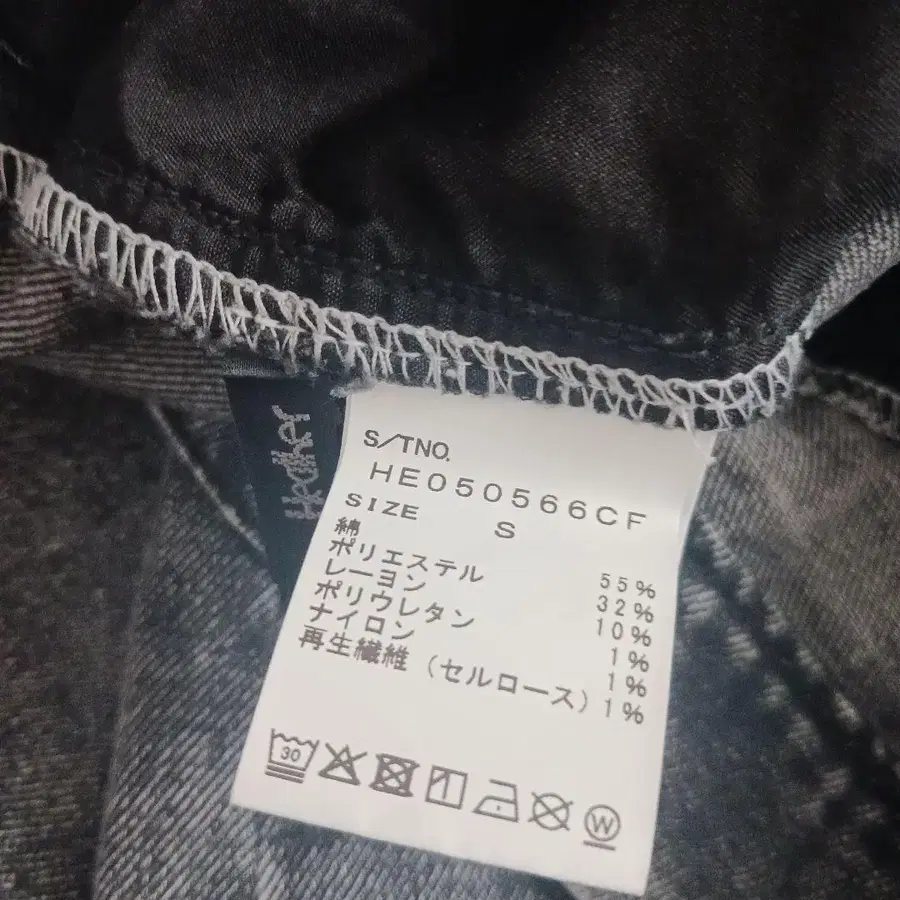 Heather
S/TNO.
HE050566CF
SIZE S
綿 55%
ポリエステル 32%
レーヨン 10%
ポリウレタン 1%
ナイロン 1%
再生繊維（セルロース） 1%
30
W